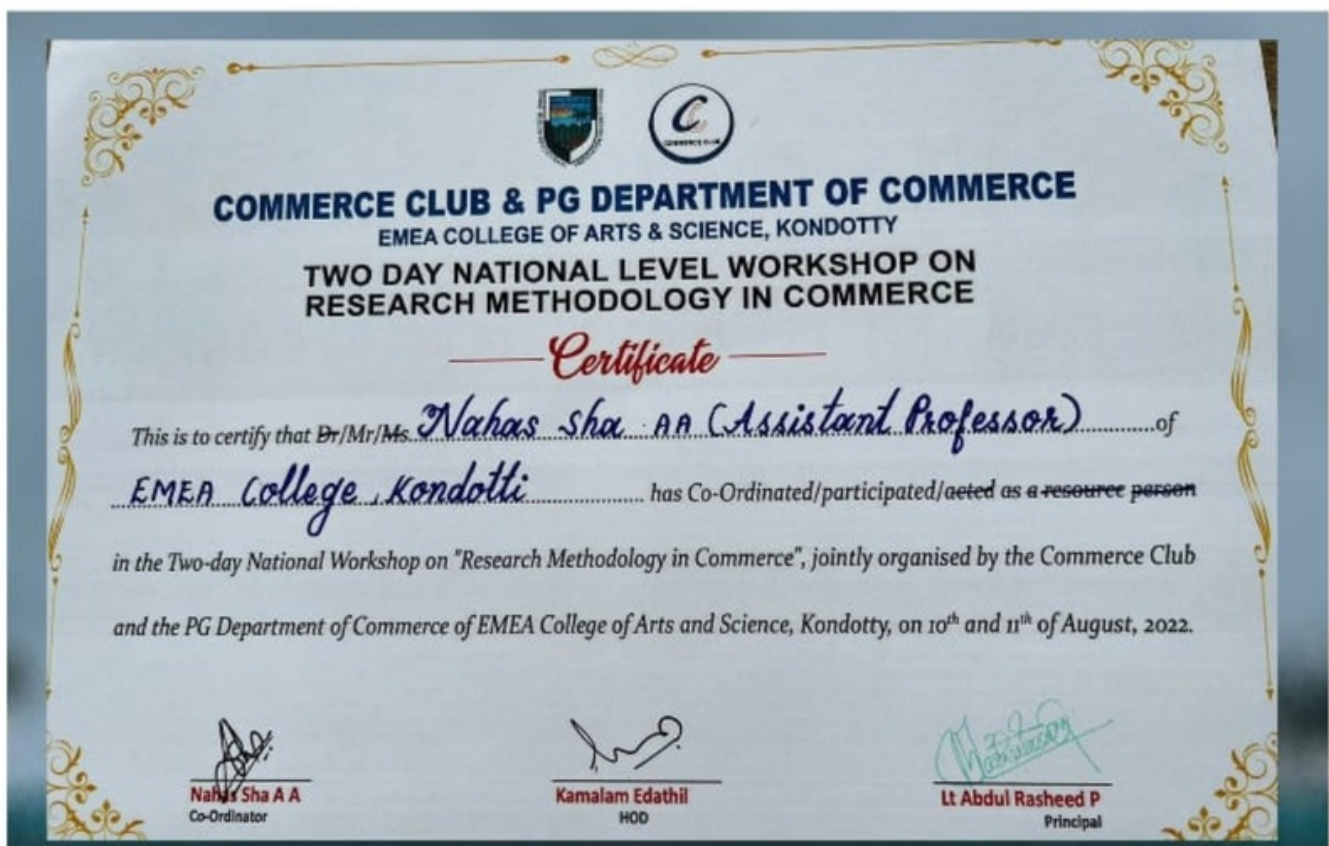 COMMERCE CLUB
COMMERCE CLUB & PG DEPARTMENT OF COMMERCE
EMEA COLLEGE OF ARTS & SCIENCE, KONDOTTY
TWO DAY NATIONAL LEVEL WORKSHOP ON
RESEARCH METHODOLOGY IN COMMERCE
Certificate
This is to certify that Dr/Mr/Ms. Nahas Sha AA (Assistant Professor) of
EMEA College, Kondotti has Co-Ordinated/participated/acted as a resource person
in the Two-day National Workshop on "Research Methodology in Commerce", jointly organised by the Commerce Club
and the PG Department of Commerce of EMEA College of Arts and Science, Kondotty, on 10th and 11th of August, 2022.
Nahas Sha A A
Co-Ordinator
Kamalam Edathil
HOD
Lt Abdul Rasheed P
Principal